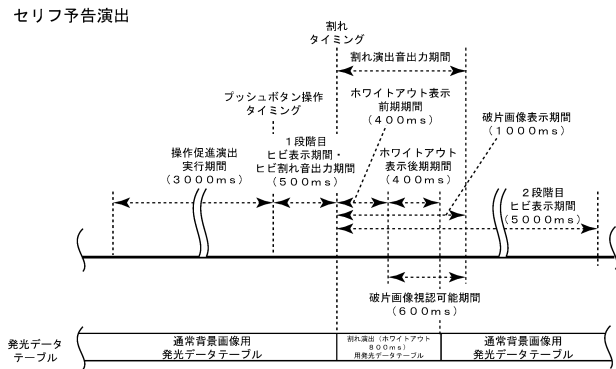 セリフ予告演出
割れ
タイミング
割れ演出音出力期間
プッシュボタン操作
タイミング
ホワイトアウト表示
前期期間
(400ms)
破片画像表示期間
(1000ms)
操作促進演出
実行期間
(3000ms)
1段階目
ヒビ表示期間・
ヒビ割れ音出力期間
(500ms)
ホワイトアウト
表示後期期間
(400ms)
2段階目
ヒビ表示期間
(5000ms)
破片画像視認可能期間
(600ms)
発光データ
テーブル
通常背景画像用
発光データテーブル
割れ演出(ホワイトアウト
800ms)
用発光データテーブル
通常背景画像用
発光データテーブル